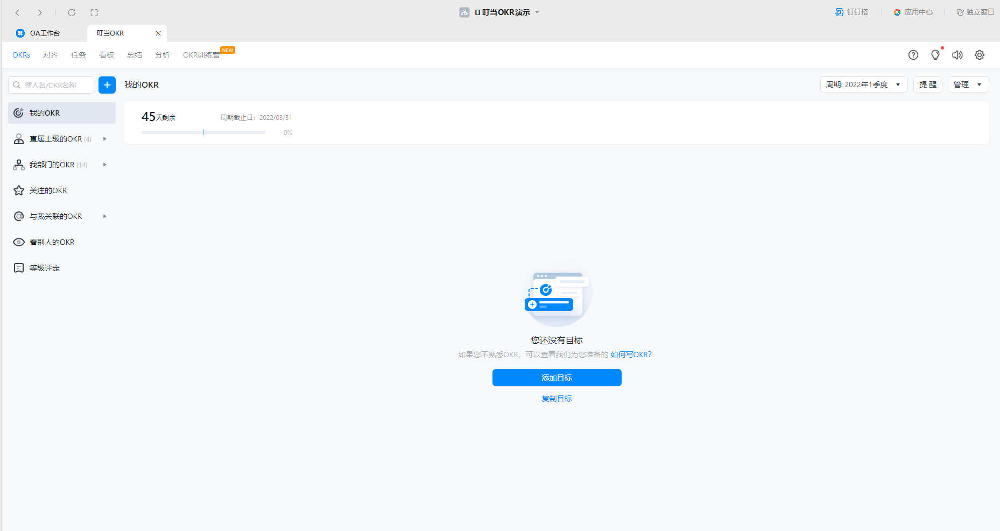 叮当OKR演示
钉钉搭
应用中心
独立窗口
OA工作台
叮当OKR
OKRs
对齐
任务
看板
总结
分析
OKR训练营
NEW
搜人名/OKR名称
我的OKR
周期: 2022年1季度
提 醒
管理
我的OKR
直属上级的OKR (4)
我部门的OKR (14)
关注的OKR
与我关联的OKR
看别人的OKR
等级评定
45天剩余
周期截止日：2022/03/31
0%
您还没有目标
如果您不熟悉OKR，可以查看我们为您准备的 如何写OKR?
添加目标
复制目标